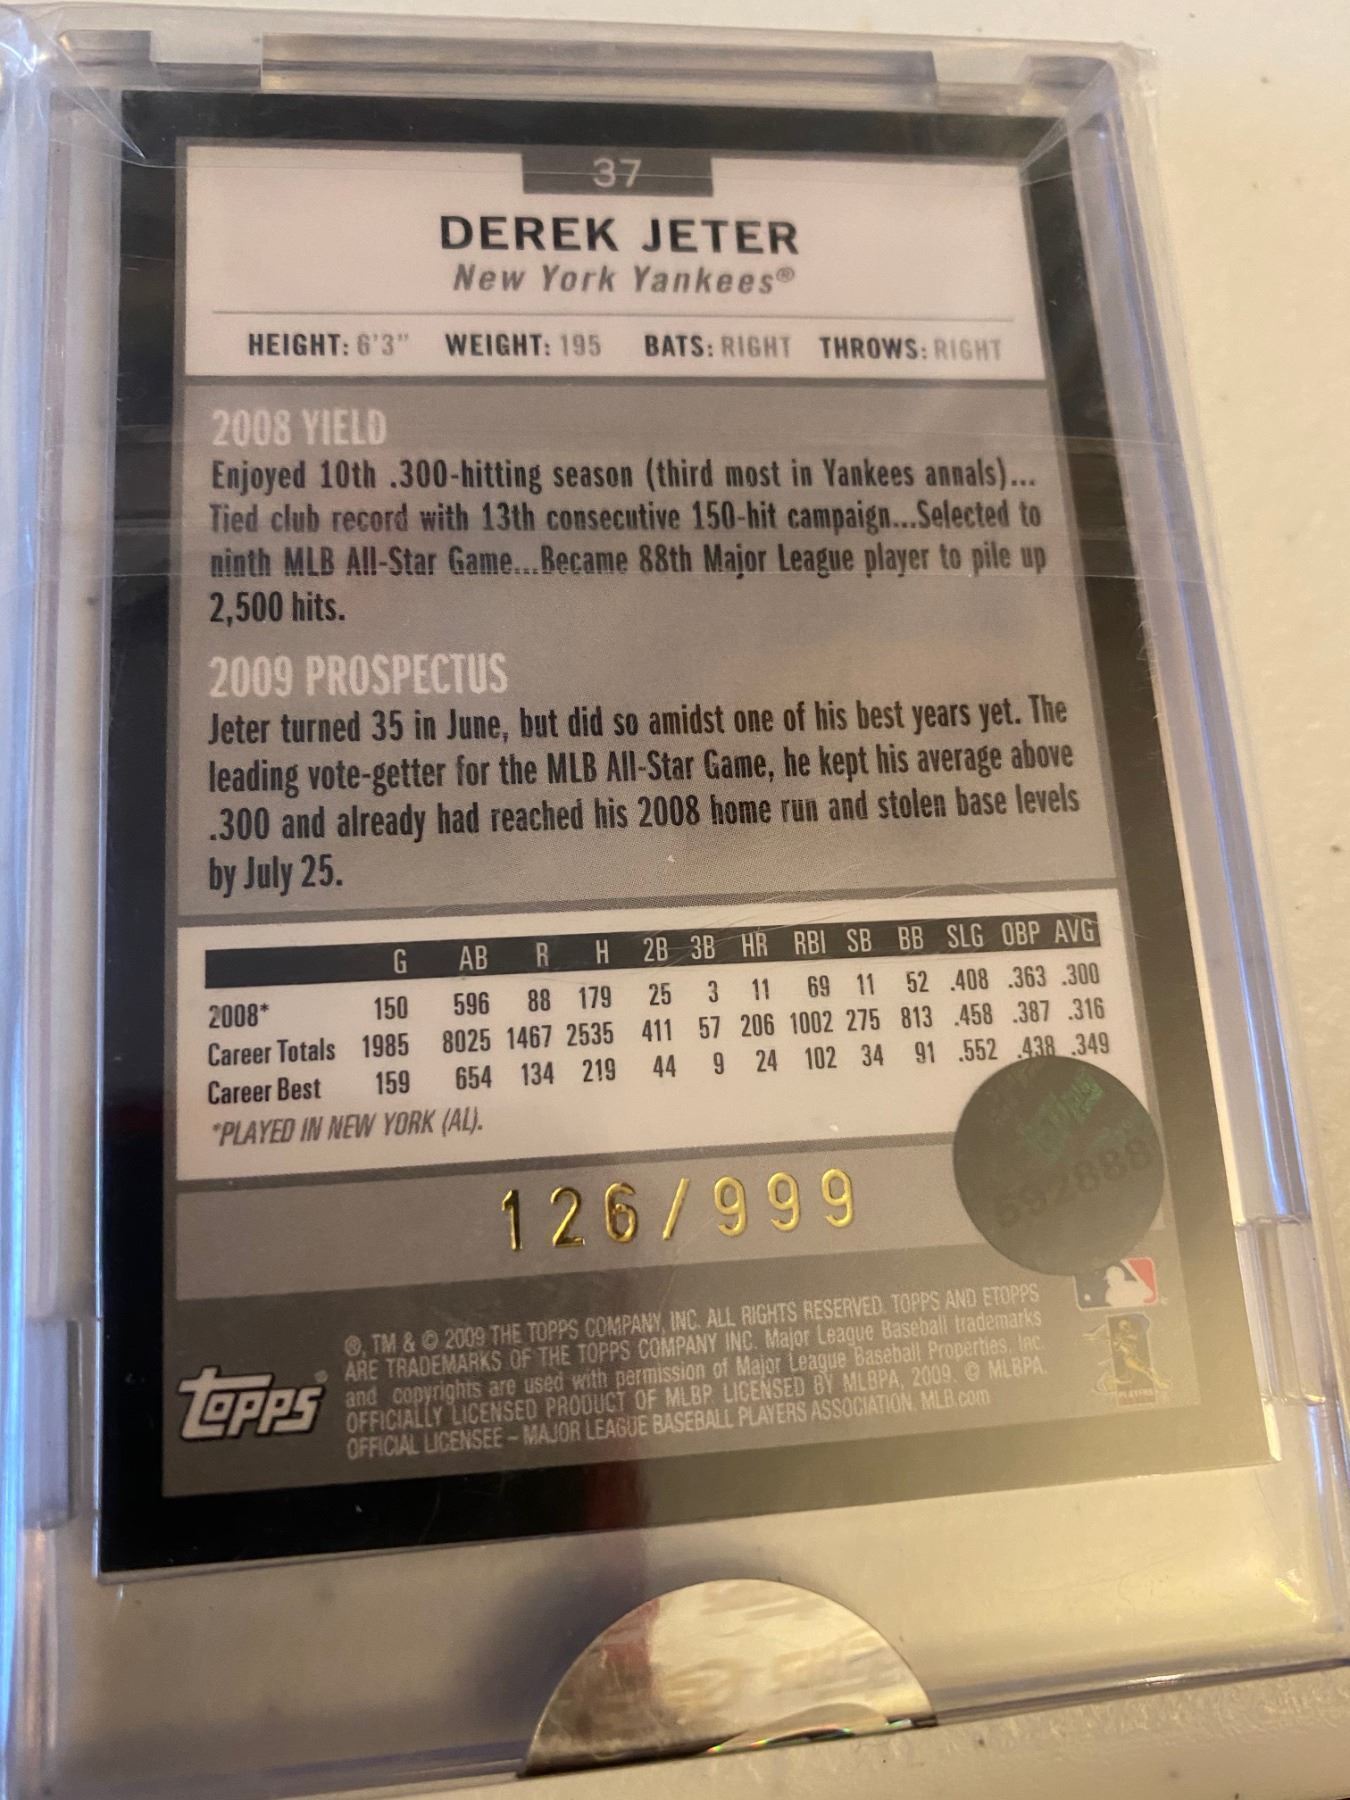 37
DEREK JETER
New York Yankees®
HEIGHT: 6'3" WEIGHT: 195 BATS: RIGHT THROWS: RIGHT
2008 YIELD
Enjoyed 10th .300-hitting season (third most in Yankees annals)...
Tied club record with 13th consecutive 150-hit campaign...Selected to
ninth MLB All-Star Game...Became 88th Major League player to pile up
2,500 hits.
2009 PROSPECTUS
Jeter turned 35 in June, but did so amidst one of his best years yet. The
leading vote-getter for the MLB All-Star Game, he kept his average above
.300 and already had reached his 2008 home run and stolen base levels
by July 25.
G AB R H 2B 3B HR RBI SB BB SLG OBP AVG
2008* 150 596 88 179 25 3 11 69 11 52 .408 .363 .300
Career Totals 1985 8025 1467 2535 411 57 206 1002 275 813 .458 .387 .316
Career Best 159 654 134 219 44 9 24 102 34 91 .552 .438 .349
*PLAYED IN NEW YORK (AL).
592888
126/999
®, TM & © 2009 THE TOPPS COMPANY, INC. ALL RIGHTS RESERVED. TOPPS AND ETOPPS
ARE TRADEMARKS OF THE TOPPS COMPANY INC. Major League Baseball trademarks
and copyrights are used with permission of Major League Baseball Properties, Inc.
OFFICIALLY LICENSED PRODUCT OF MLBP. LICENSED BY MLBPA, 2009. © MLBPA.
OFFICIAL LICENSEE – MAJOR LEAGUE BASEBALL PLAYERS ASSOCIATION. MLB.com
Topps®
PLAYERS